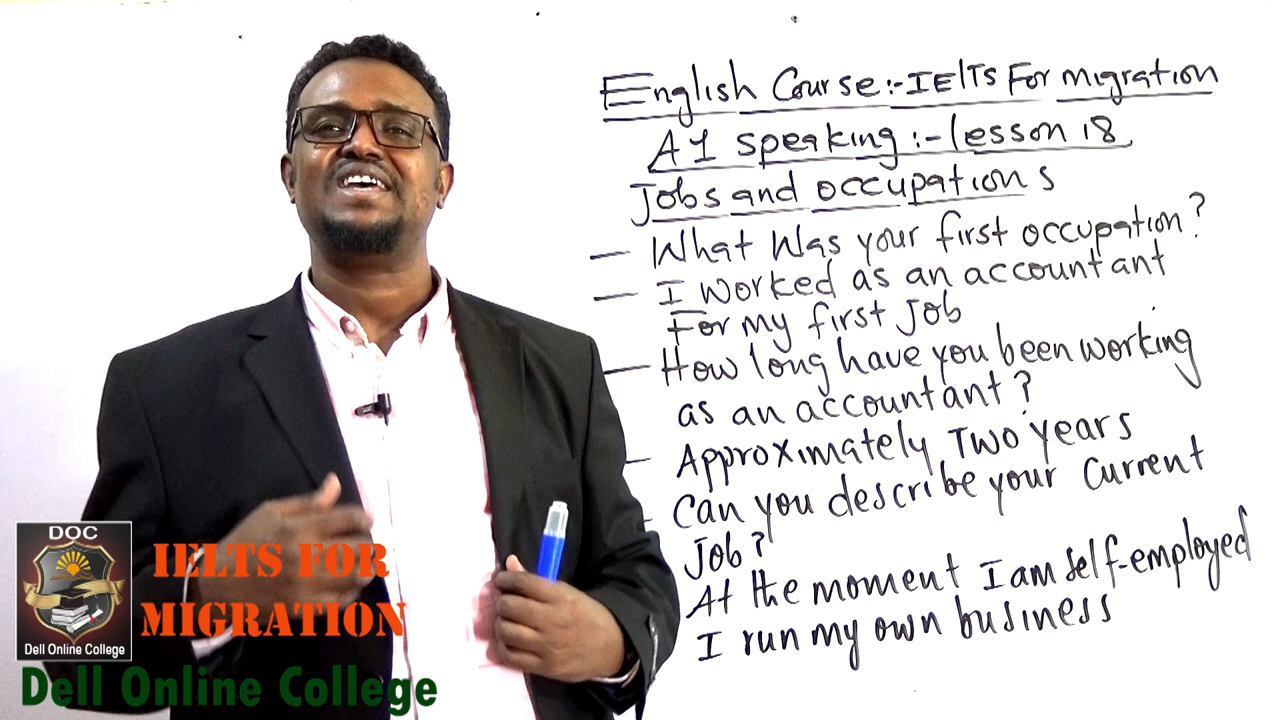 English Course:-IELTS For Migration
A1 speaking:-lesson 18
Jobs and occupations
— What Was your first occupation?
— I worked as an accountant
For my first Job
— How long have you been working
as an accountant?
— Approximately Two years
- Can you describe your Current
Job?
At the moment I am self-employed
I run my own business
DOC
Dell Online College
IELTS FOR
MIGRATION
Dell Online College